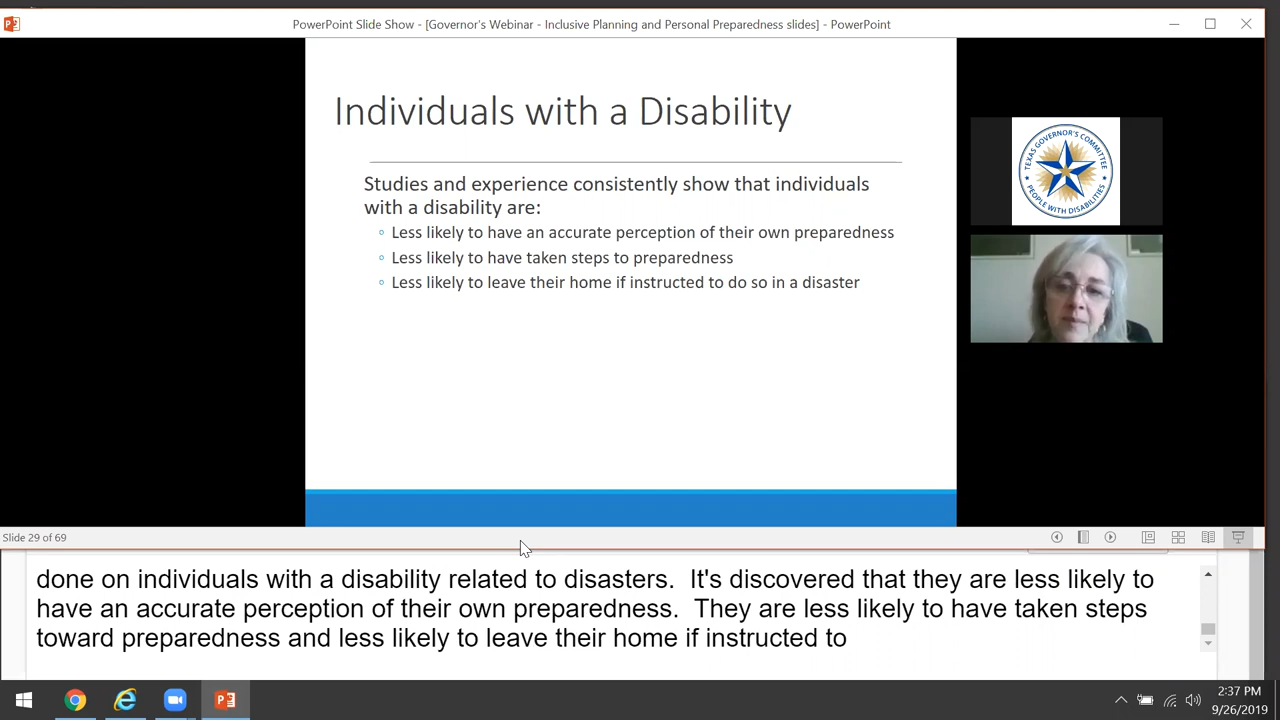 PowerPoint Slide Show - [Governor's Webinar - Inclusive Planning and Personal Preparedness slides] - PowerPoint
Individuals with a Disability
Studies and experience consistently show that individuals
with a disability are:
Less likely to have an accurate perception of their own preparedness
Less likely to have taken steps to preparedness
Less likely to leave their home if instructed to do so in a disaster
TEXAS GOVERNOR'S COMMITTEE
PEOPLE WITH DISABILITIES
Slide 29 of 69
done on individuals with a disability related to disasters.  It's discovered that they are less likely to
have an accurate perception of their own preparedness.  They are less likely to have taken steps
toward preparedness and less likely to leave their home if instructed to
2:37 PM
9/26/2019